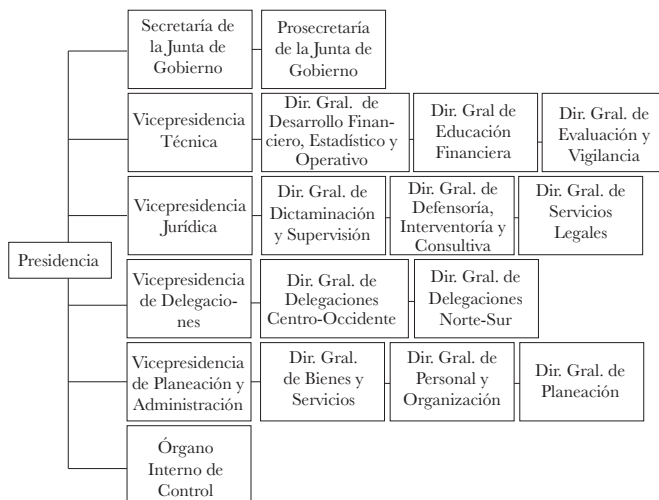 Secretaría de
la Junta de
Gobierno
Prosecretaría
de la Junta de
Gobierno
Vicepresidencia
Técnica
Dir. Gral. de
Desarrollo Finan-
ciero, Estadístico y
Operativo
Dir. Gral de
Educación
Financiera
Dir. Gral. de
Evaluación y
Vigilancia
Vicepresidencia
Jurídica
Dir. Gral. de
Dictaminación
y Supervisión
Dir. Gral. de
Defensoría,
Interventoría y
Consultiva
Dir. Gral. de
Servicios
Legales
Presidencia
Vicepresidencia
de Delegacio-
nes
Dir. Gral. de
Delegaciones
Centro-Occidente
Dir. Gral. de
Delegaciones
Norte-Sur
Vicepresidencia
de Planeación y
Administración
Dir. Gral.
de Bienes y
Servicios
Dir. Gral. de
Personal y
Organización
Dir. Gral. de
Planeación
Órgano
Interno de
Control